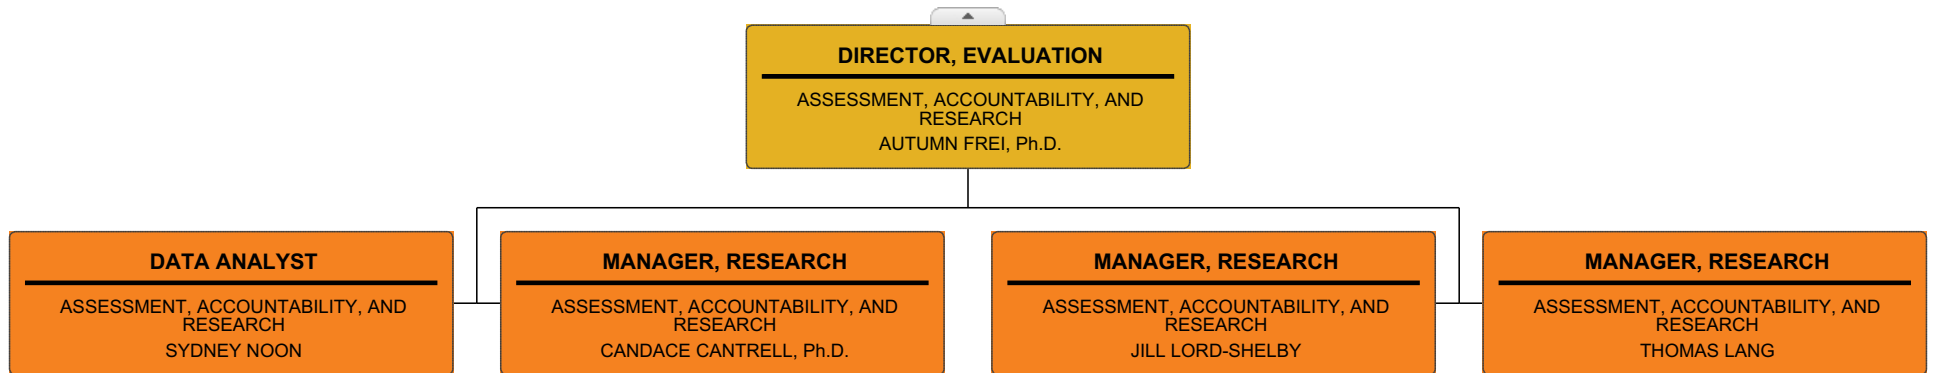 DIRECTOR, EVALUATION
ASSESSMENT, ACCOUNTABILITY, AND
RESEARCH
AUTUMN FREI, Ph.D.
DATA ANALYST
ASSESSMENT, ACCOUNTABILITY, AND
RESEARCH
SYDNEY NOON
MANAGER, RESEARCH
ASSESSMENT, ACCOUNTABILITY, AND
RESEARCH
CANDACE CANTRELL, Ph.D.
MANAGER, RESEARCH
ASSESSMENT, ACCOUNTABILITY, AND
RESEARCH
JILL LORD-SHELBY
MANAGER, RESEARCH
ASSESSMENT, ACCOUNTABILITY, AND
RESEARCH
THOMAS LANG